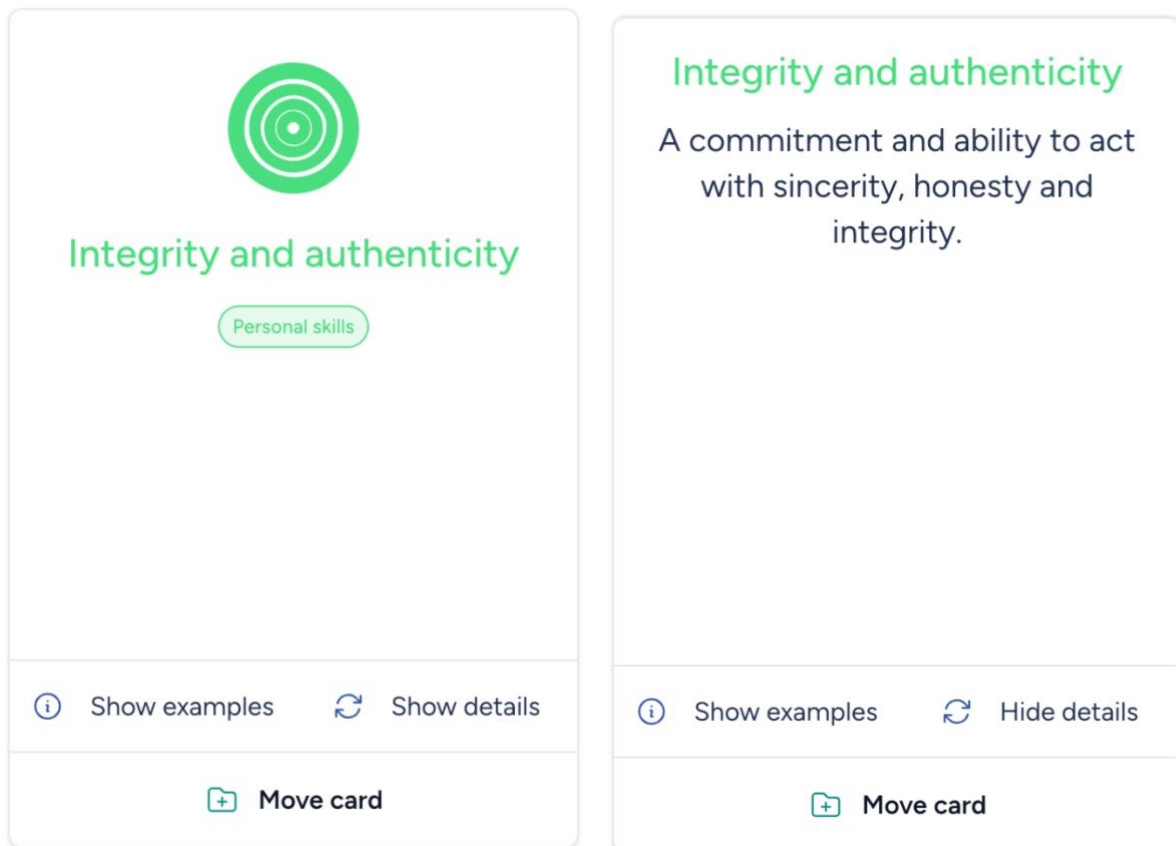 Integrity and authenticity
Personal skills
Show examples
Show details
Move card
Integrity and authenticity
A commitment and ability to act
with sincerity, honesty and
integrity.
Show examples
Hide details
Move card